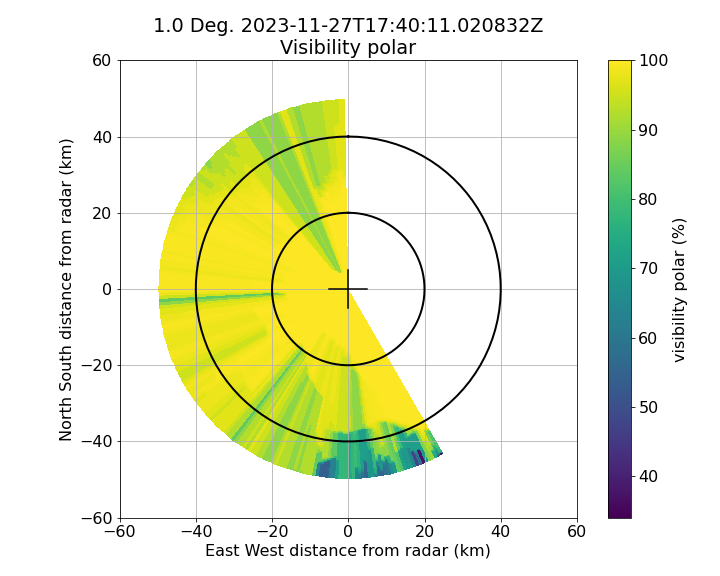 1.0 Deg. 2023-11-27T17:40:11.020832Z
Visibility polar
60
40
20
0
−20
−40
−60
−60 −40 −20 0 20 40 60
East West distance from radar (km)
North South distance from radar (km)
100
90
80
70
60
50
40
visibility polar (%)